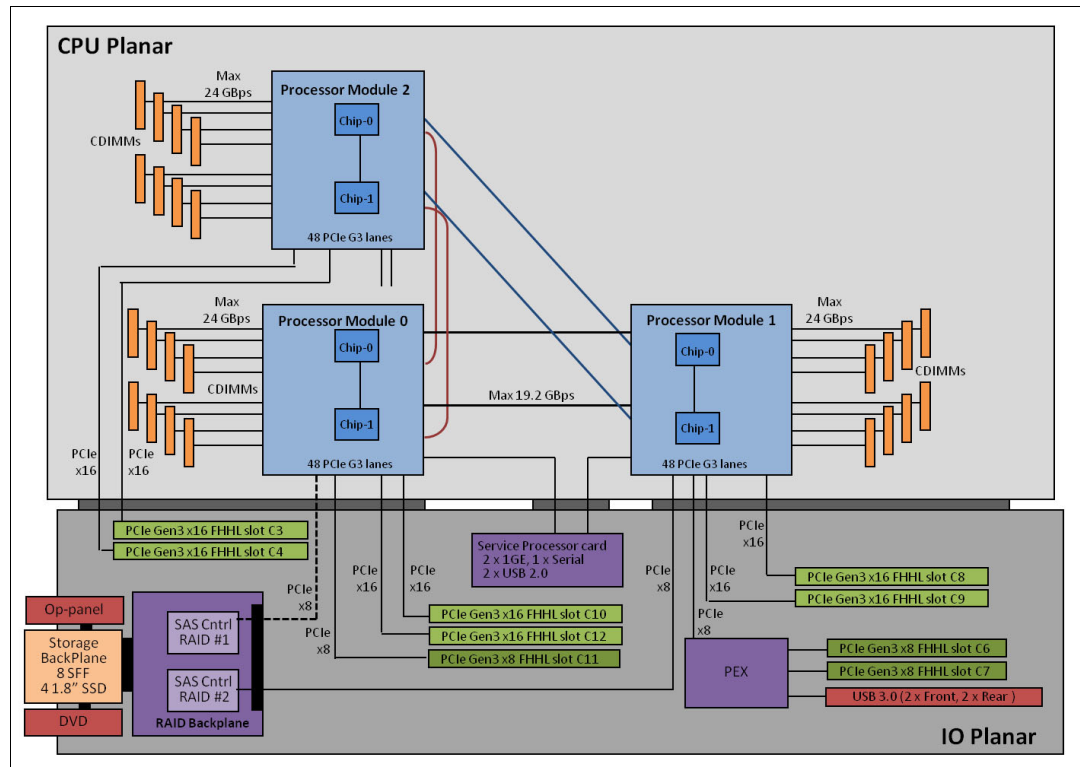 CPU Planar
Max
24 GBps
CDIMMs
Processor Module 2
Chip-0
Chip-1
48 PCIe G3 lanes
Max
24 GBps
CDIMMs
Processor Module 0
Chip-0
Chip-1
48 PCIe G3 lanes
Max 19.2 GBps
Processor Module 1
Chip-0
Chip-1
48 PCIe G3 lanes
Max
24 GBps
CDIMMs
PCIe
x16
PCIe
x16
PCIe Gen3 x16 FHHL slot C3
PCIe Gen3 x16 FHHL slot C4
Service Processor card
2 x 1GE, 1 x Serial
2 x USB 2.0
PCIe
x16
PCIe
x8
PCIe
x8
PCIe
x16
PCIe
x16
PCIe
x8
PCIe
x16
PCIe
x8
PCIe Gen3 x16 FHHL slot C8
PCIe Gen3 x16 FHHL slot C9
PCIe Gen3 x16 FHHL slot C10
PCIe Gen3 x16 FHHL slot C12
PCIe Gen3 x8 FHHL slot C11
Op-panel
Storage
BackPlane
8 SFF
4 1.8” SSD
DVD
SAS Cntrl
RAID #1
SAS Cntrl
RAID #2
RAID Backplane
PEX
PCIe Gen3 x8 FHHL slot C6
PCIe Gen3 x8 FHHL slot C7
USB 3.0 (2 x Front, 2 x Rear )
IO Planar